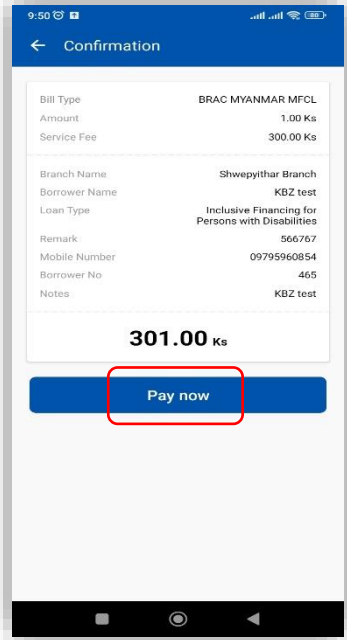 9:50
80
Confirmation
Bill Type BRAC MYANMAR MFCL
Amount 1.00 Ks
Service Fee 300.00 Ks
Branch Name Shwepyithar Branch
Borrower Name KBZ test
Loan Type Inclusive Financing for
Persons with Disabilities
Remark 566767
Mobile Number 09795960854
Borrower No 465
Notes KBZ test
301.00 Ks
Pay now